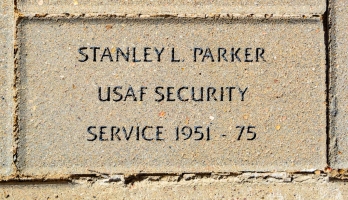 STANLEY L. PARKER
USAF SECURITY
SERVICE 1951 - 75